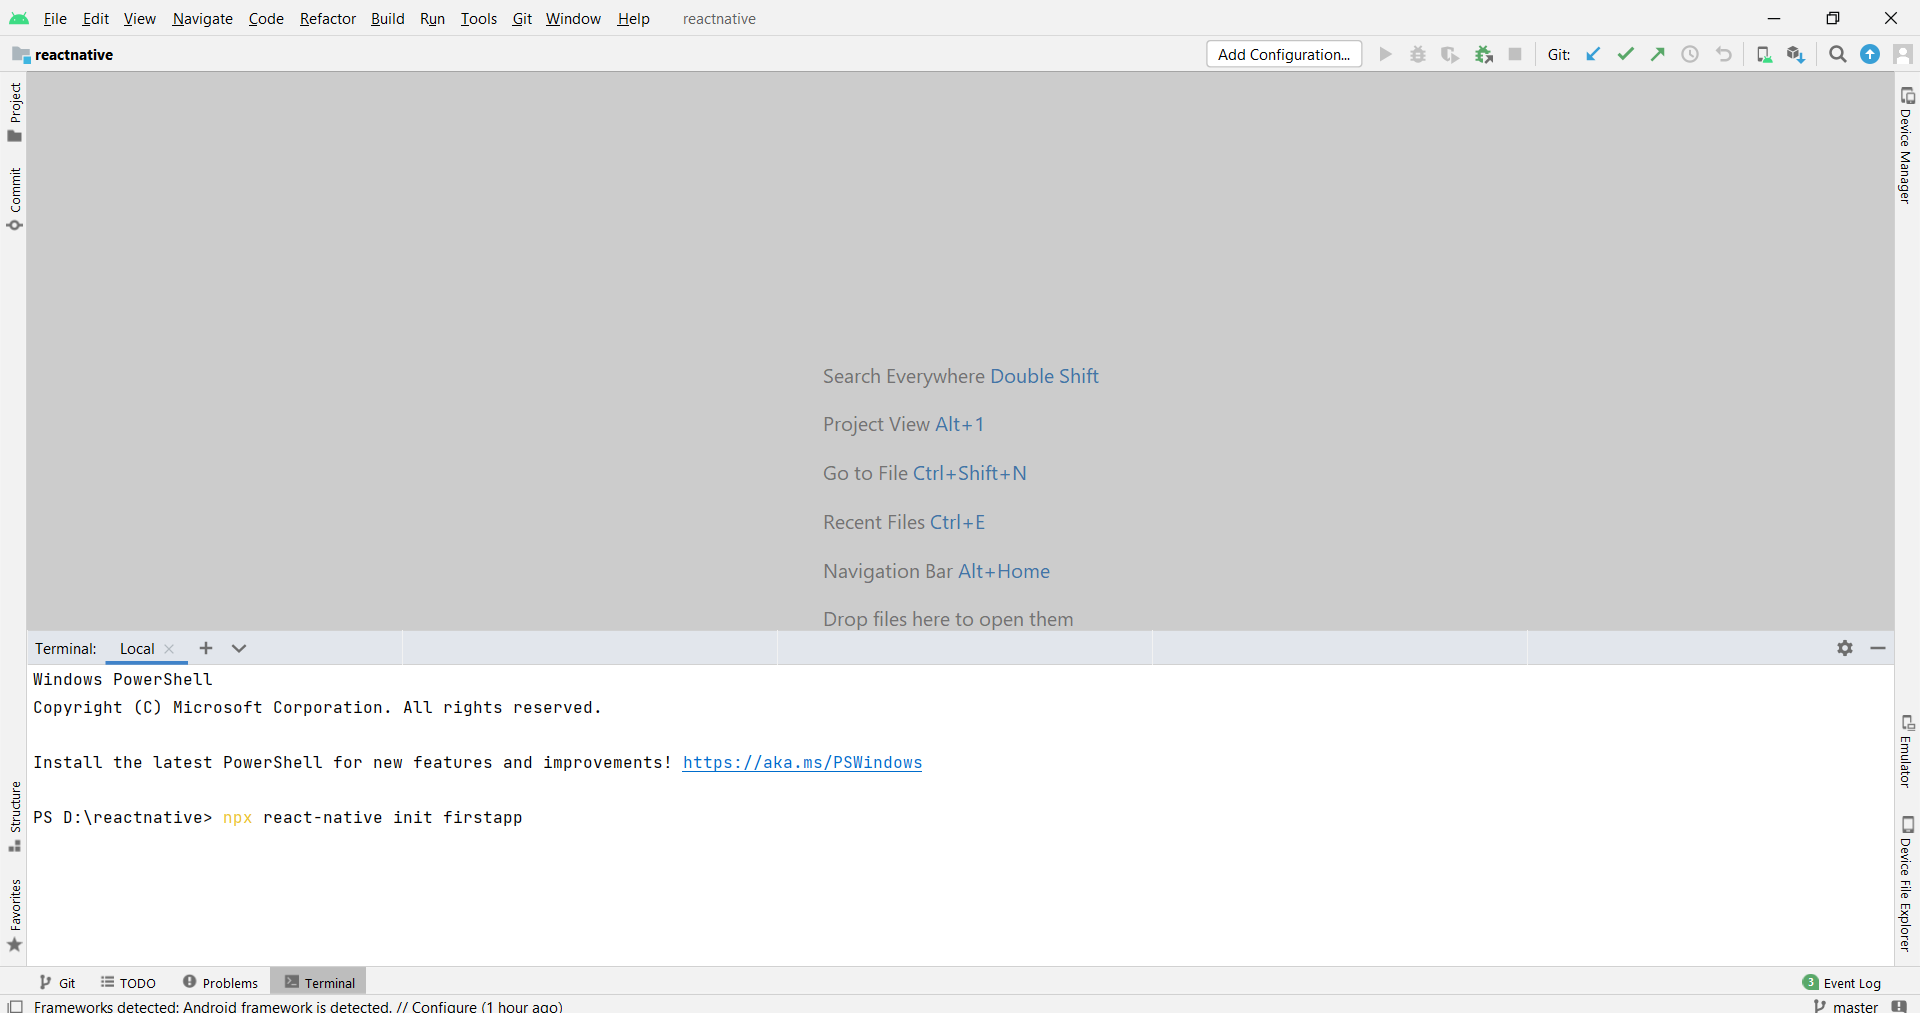 File Edit View Navigate Code Refactor Build Run Tools Git Window Help reactnative
reactnative
Add Configuration...
Git:
Project
Commit
Structure
Favorites
Device Manager
Emulator
Device File Explorer
Search Everywhere Double Shift
Project View Alt+1
Go to File Ctrl+Shift+N
Recent Files Ctrl+E
Navigation Bar Alt+Home
Drop files here to open them
Terminal: Local
Windows PowerShell
Copyright (C) Microsoft Corporation. All rights reserved.
Install the latest PowerShell for new features and improvements! https://aka.ms/PSWindows
PS D:\reactnative> npx react-native init firstapp
Git TODO Problems Terminal
3 Event Log
Frameworks detected: Android framework is detected. // Configure (1 hour ago)
master